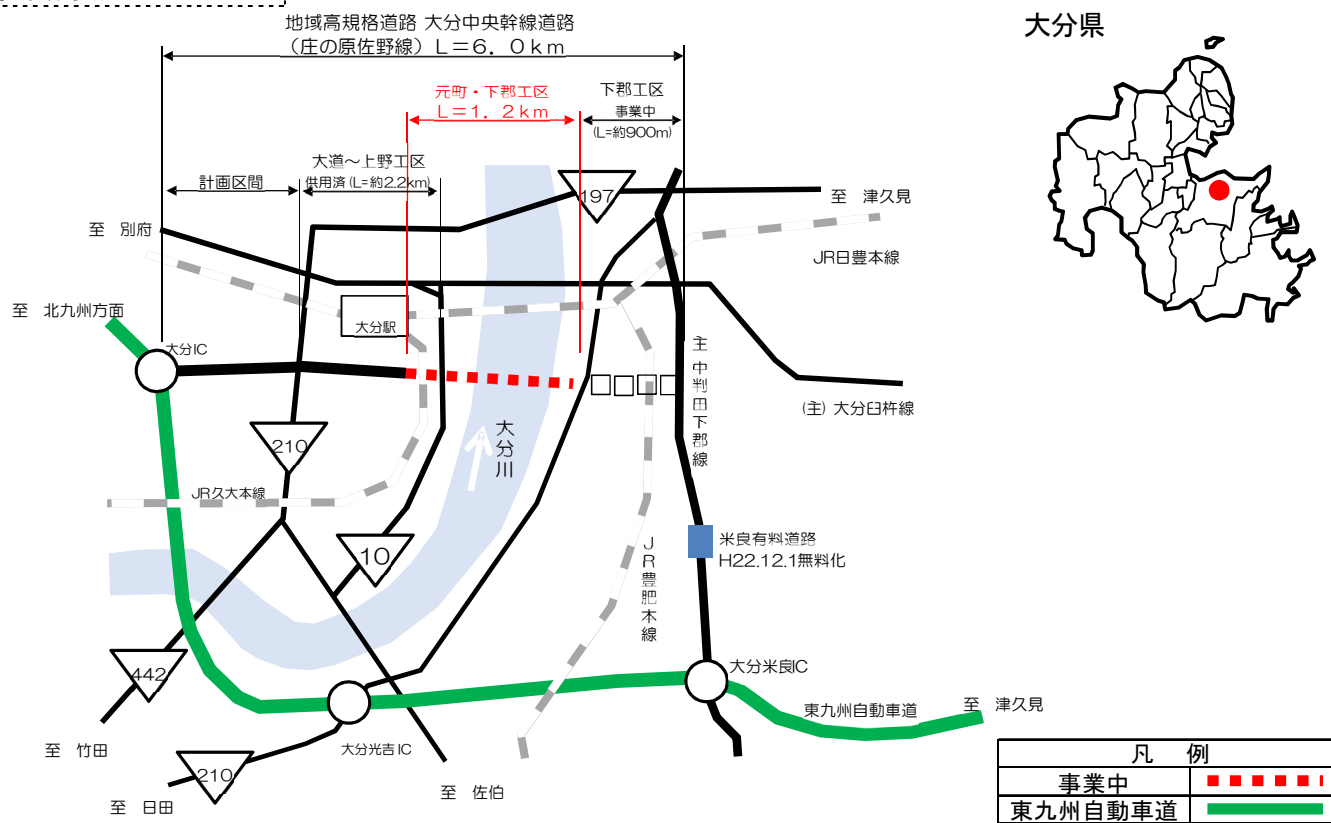 地域高規格道路 大分中央幹線道路
（庄の原佐野線）Ｌ＝６．０ｋｍ
大分県
元町・下郡工区
Ｌ＝１．２ｋｍ
下郡工区
事業中
(L=約900m)
計画区間
大道～上野工区
供用済 (L=約2.2km)
197
至 津久見
至 別府
JR日豊本線
至 北九州方面
大分駅
大分IC
主 中判田下郡線
(主) 大分臼杵線
210
大分川
JR久大本線
10
JR豊肥本線
米良有料道路
H22.12.1無料化
442
大分米良IC
東九州自動車道
至 津久見
至 竹田
大分光吉IC
210
至 佐伯
至 日田
凡 例
事業中
東九州自動車道